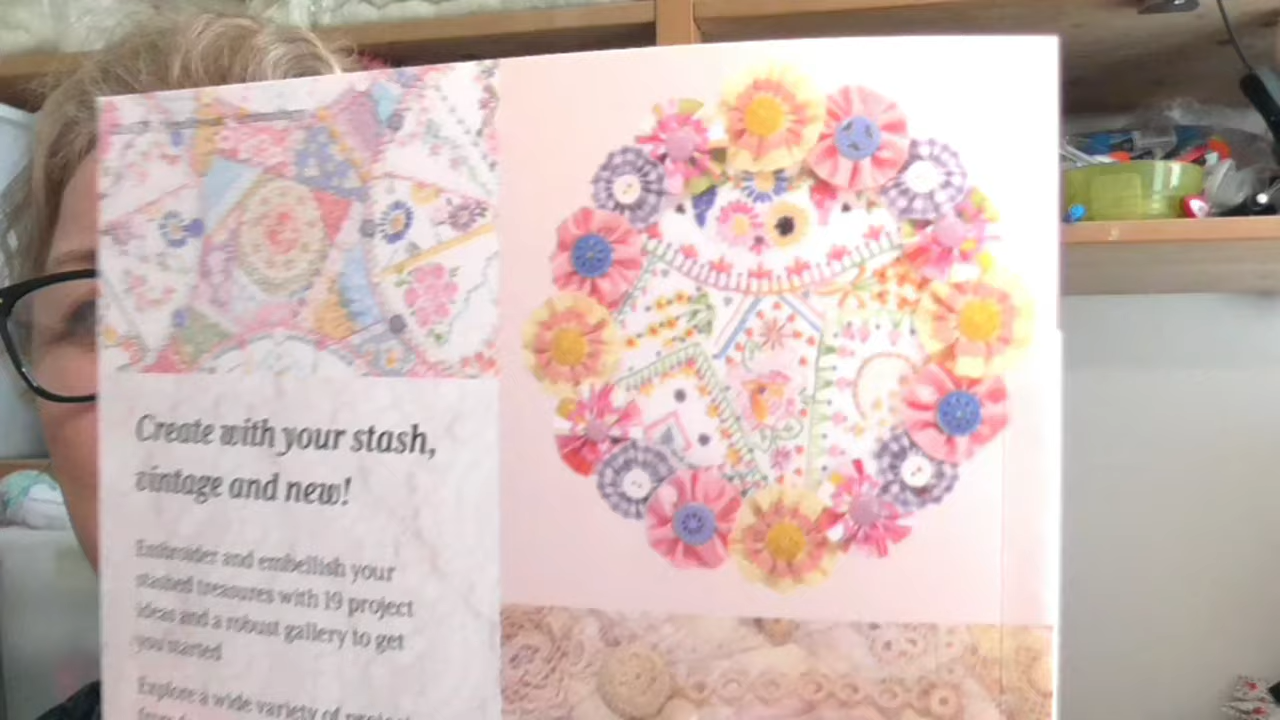 Create with your stash,
vintage and new!
Embroider and embellish your
stashed treasures with 19 project
ideas and a robust gallery to get
you started
Explore a wide variety of